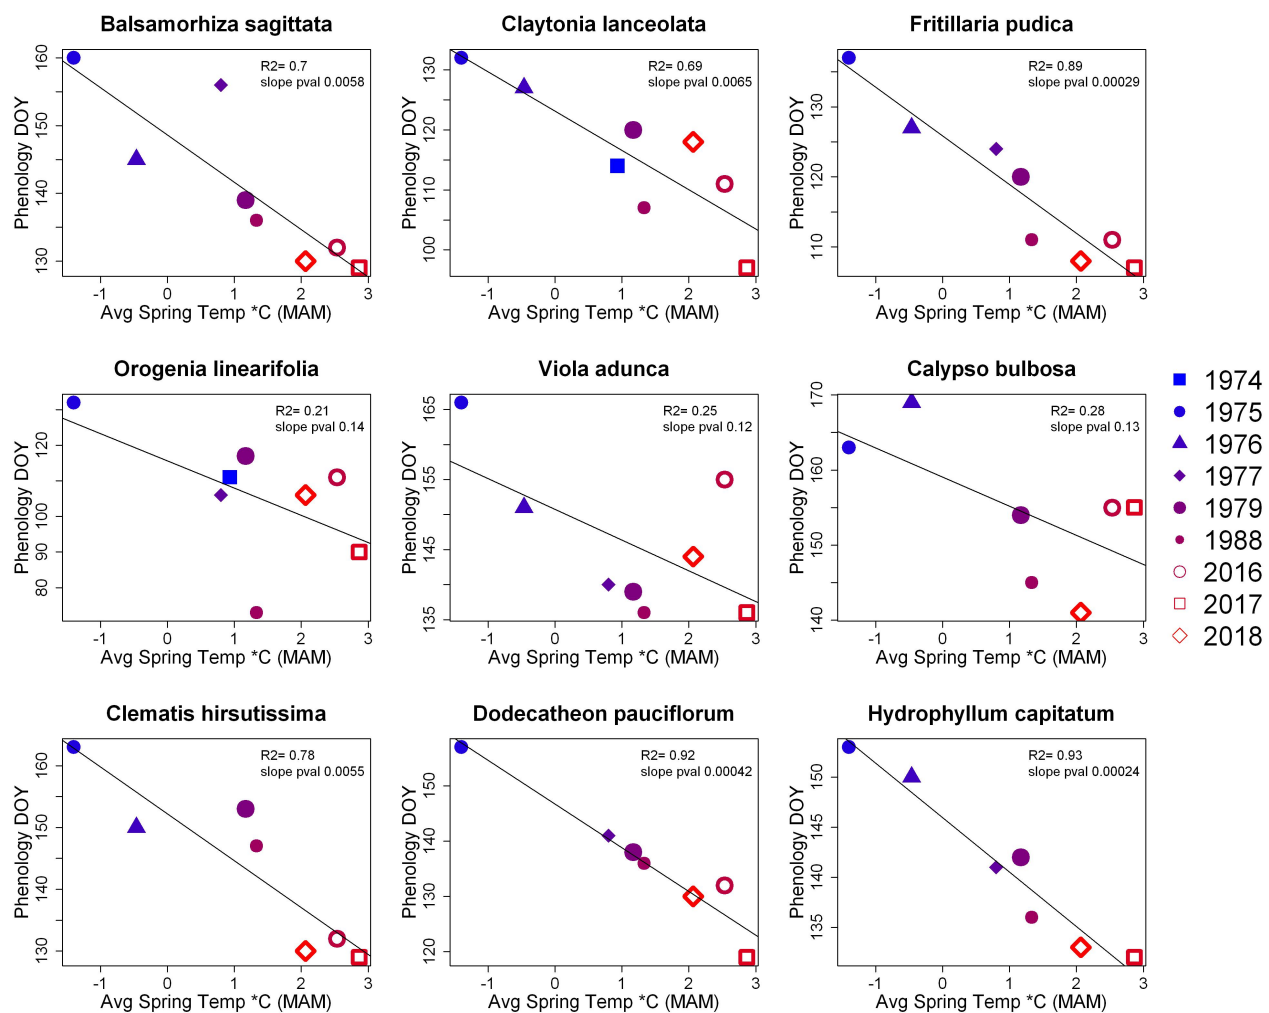 Balsamorhiza sagittata
R2= 0.7
slope pval 0.0058
Phenology DOY
160
150
140
130
-1 0 1 2 3
Avg Spring Temp *C (MAM)
Claytonia lanceolata
R2= 0.69
slope pval 0.0065
Phenology DOY
130
120
110
100
-1 0 1 2 3
Avg Spring Temp *C (MAM)
Fritillaria pudica
R2= 0.89
slope pval 0.00029
Phenology DOY
130
120
110
-1 0 1 2 3
Avg Spring Temp *C (MAM)
Orogenia linearifolia
R2= 0.21
slope pval 0.14
Phenology DOY
120
100
90
80
-1 0 1 2 3
Avg Spring Temp *C (MAM)
Viola adunca
R2= 0.25
slope pval 0.12
Phenology DOY
165
155
145
135
-1 0 1 2 3
Avg Spring Temp *C (MAM)
Calypso bulbosa
R2= 0.28
slope pval 0.13
Phenology DOY
170
160
150
140
-1 0 1 2 3
Avg Spring Temp *C (MAM)
1974
1975
1976
1977
1979
1988
2016
2017
2018
Clematis hirsutissima
R2= 0.78
slope pval 0.0055
Phenology DOY
160
150
140
130
-1 0 1 2 3
Avg Spring Temp *C (MAM)
Dodecatheon pauciflorum
R2= 0.92
slope pval 0.00042
Phenology DOY
150
140
130
120
-1 0 1 2 3
Avg Spring Temp *C (MAM)
Hydrophyllum capitatum
R2= 0.93
slope pval 0.00024
Phenology DOY
150
145
140
135
-1 0 1 2 3
Avg Spring Temp *C (MAM)